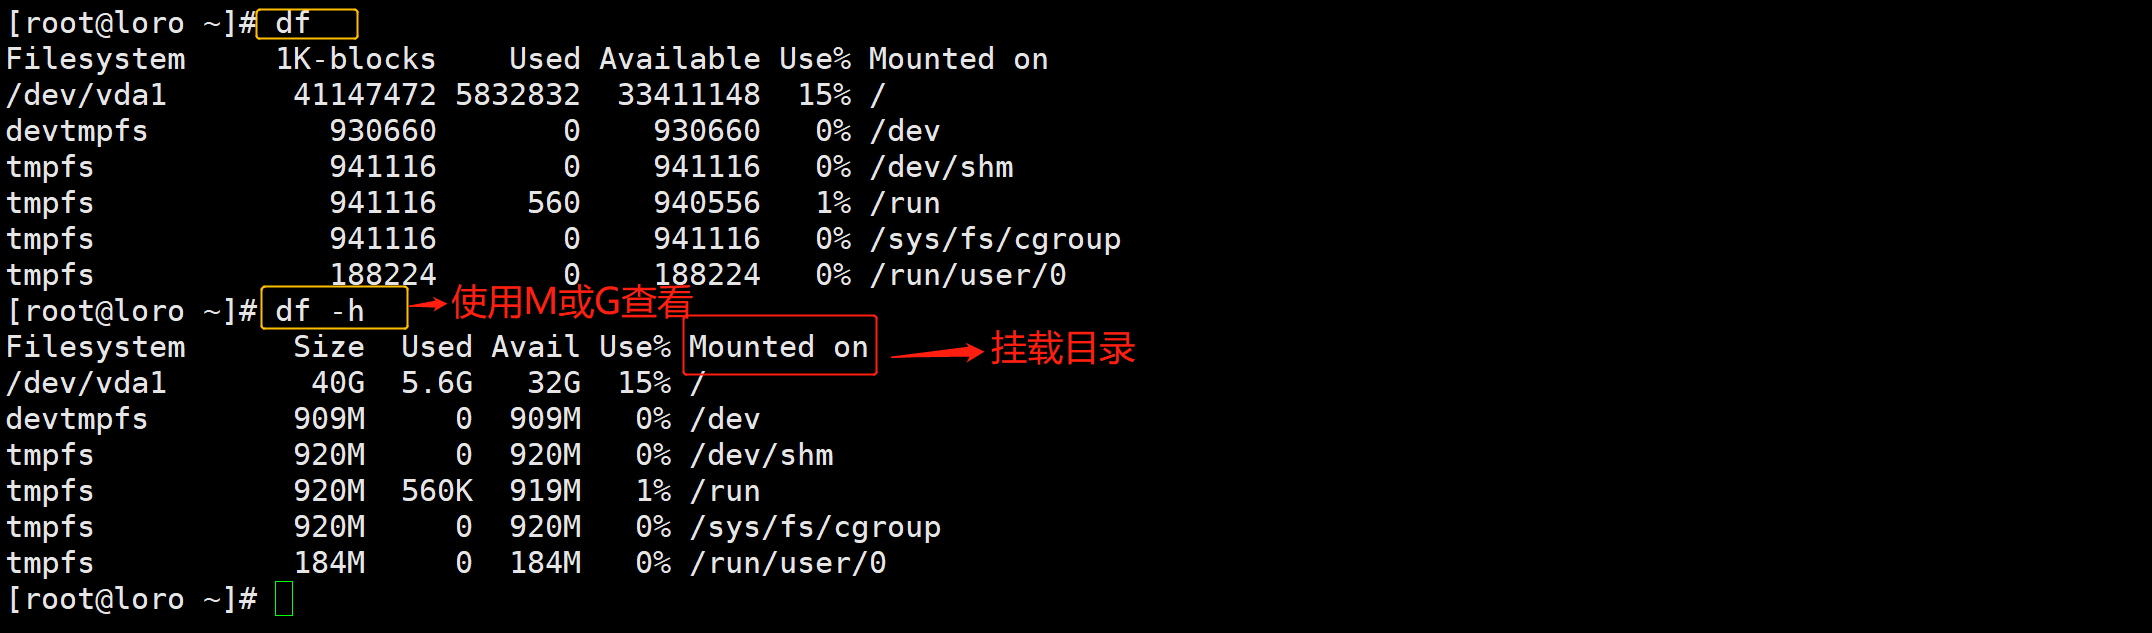 [root@loro ~]# df
Filesystem     1K-blocks    Used Available Use% Mounted on
/dev/vda1       41147472 5832832  33411148  15% /
devtmpfs          930660       0    930660   0% /dev
tmpfs             941116       0    941116   0% /dev/shm
tmpfs             941116     560    940556   1% /run
tmpfs             941116       0    941116   0% /sys/fs/cgroup
tmpfs             188224       0    188224   0% /run/user/0
[root@loro ~]# df -h 使用M或G查看
Filesystem      Size  Used Avail Use% Mounted on 挂载目录
/dev/vda1        40G  5.6G   32G  15% /
devtmpfs        909M     0  909M   0% /dev
tmpfs           920M     0  920M   0% /dev/shm
tmpfs           920M  560K  919M   1% /run
tmpfs           920M     0  920M   0% /sys/fs/cgroup
tmpfs           184M     0  184M   0% /run/user/0
[root@loro ~]#